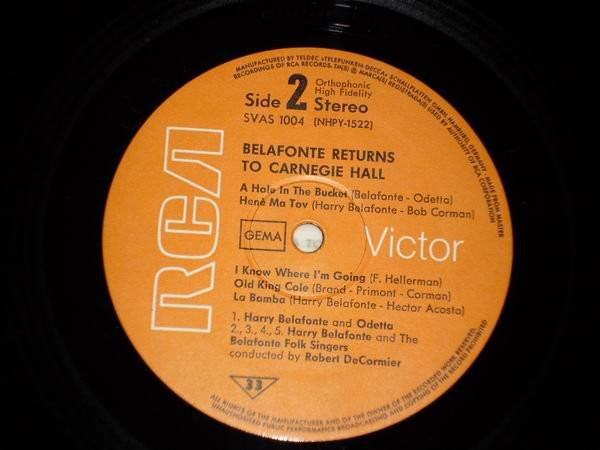 MANUFACTURED BY TELDEC »TELEFUNKEN-DECCA« SCHALLPLATTEN GMBH, HAMBURG, GERMANY, MADE FROM MASTER
RECORDINGS OF RCA RECORDS. TM(S) ® MARCA(S) REGISTRADA(S) USED BY AUTHORITY OF RCA CORPORATION
Orthophonic
High Fidelity
Side 2 Stereo
SVAS 1004 (NHPY-1522)
BELAFONTE RETURNS
TO CARNEGIE HALL
A Hole In The Bucket (Belafonte - Odetta)
Henè Ma Tov (Harry Belafonte - Bob Corman)
GEMA
RCA
Victor
I Know Where I'm Going (F. Hellerman)
Old King Cole (Brand - Primont - Corman)
La Bamba (Harry Belafonte - Hector Acosta)
1. Harry Belafonte and Odetta
2., 3., 4., 5. Harry Belafonte and The
Belafonte Folk Singers
conducted by Robert DeCormier
33
ALL RIGHTS OF THE MANUFACTURER AND OF THE OWNER OF THE RECORDED WORK RESERVED.
UNAUTHORISED PUBLIC PERFORMANCE BROADCASTING AND COPYING OF THE RECORD PROHIBITED